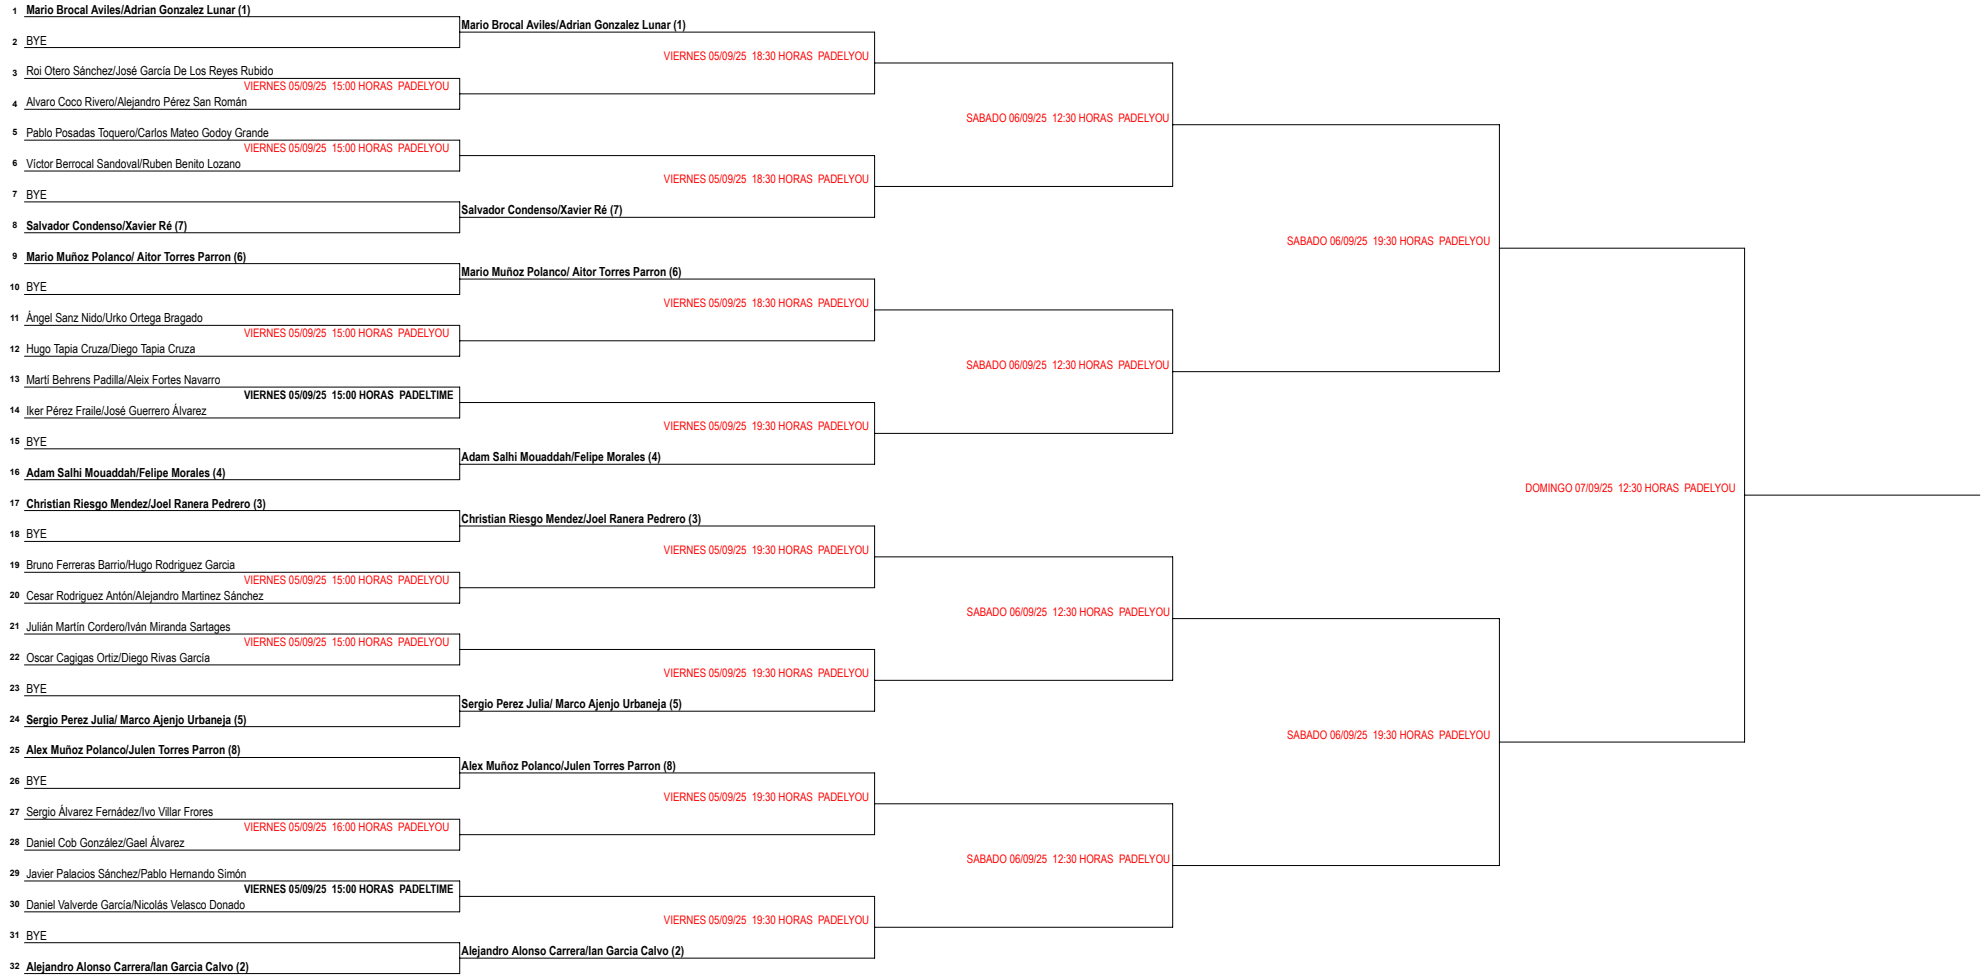 1 Mario Brocal Aviles/Adrian Gonzalez Lunar (1)
Mario Brocal Aviles/Adrian Gonzalez Lunar (1)
2 BYE
VIERNES 05/09/25 18:30 HORAS PADELYOU
3 Roi Otero Sánchez/José García De Los Reyes Rubido
VIERNES 05/09/25 15:00 HORAS PADELYOU
4 Alvaro Coco Rivero/Alejandro Pérez San Román
SABADO 06/09/25 12:30 HORAS PADELYOU
5 Pablo Posadas Toquero/Carlos Mateo Godoy Grande
VIERNES 05/09/25 15:00 HORAS PADELYOU
6 Víctor Berrocal Sandoval/Ruben Benito Lozano
VIERNES 05/09/25 18:30 HORAS PADELYOU
7 BYE
Salvador Condenso/Xavier Ré (7)
8 Salvador Condenso/Xavier Ré (7)
SABADO 06/09/25 19:30 HORAS PADELYOU
9 Mario Muñoz Polanco/ Aitor Torres Parron (6)
Mario Muñoz Polanco/ Aitor Torres Parron (6)
10 BYE
VIERNES 05/09/25 18:30 HORAS PADELYOU
11 Ángel Sanz Nido/Urko Ortega Bragado
VIERNES 05/09/25 15:00 HORAS PADELYOU
12 Hugo Tapia Cruza/Diego Tapia Cruza
SABADO 06/09/25 12:30 HORAS PADELYOU
13 Martí Behrens Padilla/Aleix Fortes Navarro
VIERNES 05/09/25 15:00 HORAS PADELTIME
14 Iker Pérez Fraile/José Guerrero Álvarez
VIERNES 05/09/25 19:30 HORAS PADELYOU
15 BYE
Adam Salhi Mouaddah/Felipe Morales (4)
16 Adam Salhi Mouaddah/Felipe Morales (4)
DOMINGO 07/09/25 12:30 HORAS PADELYOU
17 Christian Riesgo Mendez/Joel Ranera Pedrero (3)
Christian Riesgo Mendez/Joel Ranera Pedrero (3)
18 BYE
VIERNES 05/09/25 19:30 HORAS PADELYOU
19 Bruno Ferreras Barrio/Hugo Rodriguez Garcia
VIERNES 05/09/25 15:00 HORAS PADELYOU
20 Cesar Rodriguez Antón/Alejandro Martinez Sánchez
SABADO 06/09/25 12:30 HORAS PADELYOU
21 Julián Martín Cordero/Iván Miranda Sartages
VIERNES 05/09/25 15:00 HORAS PADELYOU
22 Oscar Cagigas Ortiz/Diego Rivas García
VIERNES 05/09/25 19:30 HORAS PADELYOU
23 BYE
Sergio Perez Julia/ Marco Ajenjo Urbaneja (5)
24 Sergio Perez Julia/ Marco Ajenjo Urbaneja (5)
SABADO 06/09/25 19:30 HORAS PADELYOU
25 Alex Muñoz Polanco/Julen Torres Parron (8)
Alex Muñoz Polanco/Julen Torres Parron (8)
26 BYE
VIERNES 05/09/25 19:30 HORAS PADELYOU
27 Sergio Álvarez Fernádez/Ivo Villar Frores
VIERNES 05/09/25 16:00 HORAS PADELYOU
28 Daniel Cob González/Gael Álvarez
SABADO 06/09/25 12:30 HORAS PADELYOU
29 Javier Palacios Sánchez/Pablo Hernando Simón
VIERNES 05/09/25 15:00 HORAS PADELTIME
30 Daniel Valverde García/Nicolás Velasco Donado
VIERNES 05/09/25 19:30 HORAS PADELYOU
31 BYE
Alejandro Alonso Carrera/Ian Garcia Calvo (2)
32 Alejandro Alonso Carrera/Ian Garcia Calvo (2)